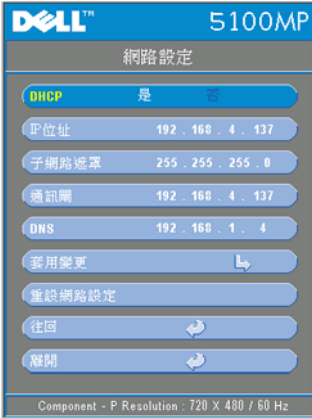 DELL™ 5100MP
網路設定
DHCP 是 否
IP位址 192 . 168 . 4 . 137
子網路遮罩 255 . 255 . 255 . 0
通訊閘 192 . 168 . 4 . 137
DNS 192 . 168 . 1 . 4
套用變更
重設網路設定
往回
離開
Component - P Resolution : 720 X 480 / 60 Hz